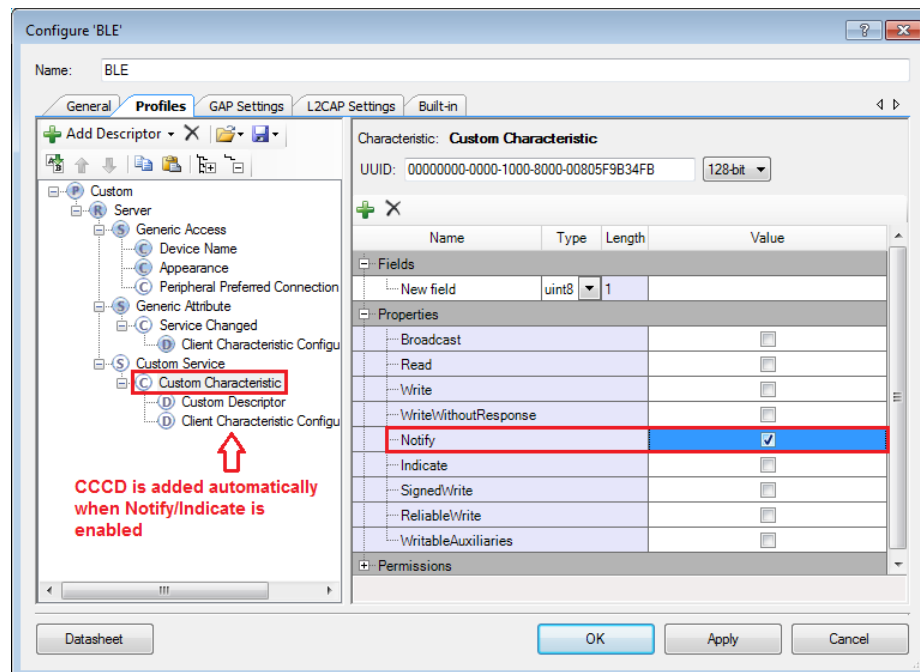 Configure 'BLE'
Name: BLE
General Profiles GAP Settings L2CAP Settings Built-in
Add Descriptor
Custom
Server
Generic Access
Device Name
Appearance
Peripheral Preferred Connection
Generic Attribute
Service Changed
Client Characteristic Configu
Custom Service
Custom Characteristic
Custom Descriptor
Client Characteristic Configu
CCCD is added automatically
when Notify/Indicate is
enabled
Characteristic: Custom Characteristic
UUID: 00000000-0000-1000-8000-00805F9B34FB 128-bit
Name Type Length Value
Fields
New field uint8 1
Properties
Broadcast
Read
Write
WriteWithoutResponse
Notify
Indicate
SignedWrite
ReliableWrite
WritableAuxiliaries
Permissions
Datasheet OK Apply Cancel